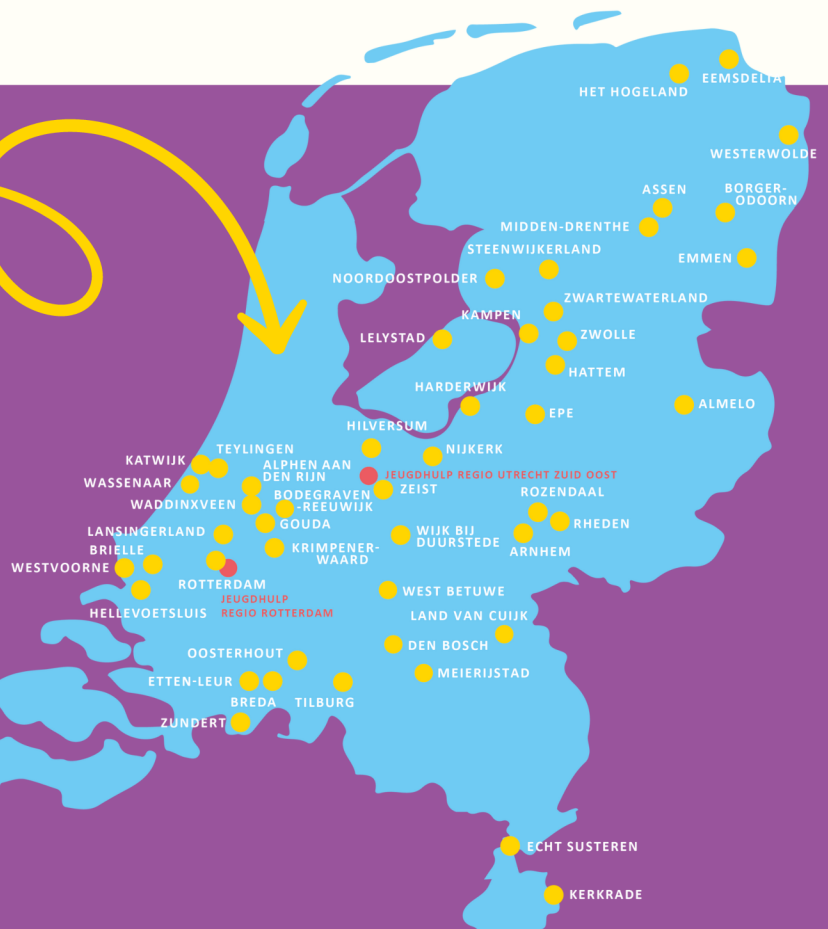 EEMSDELTA
HET HOGELAND
WESTERWOLDE
ASSEN
BORGER-
ODOORN
MIDDEN-DRENTHE
STEENWIJKERLAND
EMMEN
NOORDOOSTPOLDER
ZWARTEWATERLAND
KAMPEN
ZWOLLE
LELYSTAD
HATTEM
HARDERWIJK
ALMELO
EPE
HILVERSUM
TEYLINGEN
NIJKERK
KATWIJK
ALPHEN AAN
DEN RIJN
JEUGDHULP REGIO UTRECHT ZUID OOST
WASSENAAR
ZEIST
BODEGRAVEN
-REEUWIJK
ROZENDAAL
WADDINXVEEN
GOUDA
RHEDEN
LANSINGERLAND
WIJK BIJ
DUURSTEDE
BRIELLE
KRIMPENER-
WAARD
ARNHEM
WESTVOORNE
ROTTERDAM
WEST BETUWE
JEUGDHULP
REGIO ROTTERDAM
HELLEVOETSLUIS
LAND VAN CUIJK
DEN BOSCH
OOSTERHOUT
MEIERIJSTAD
ETTEN-LEUR
BREDA
TILBURG
ZUNDERT
ECHT SUSTEREN
KERKRADE